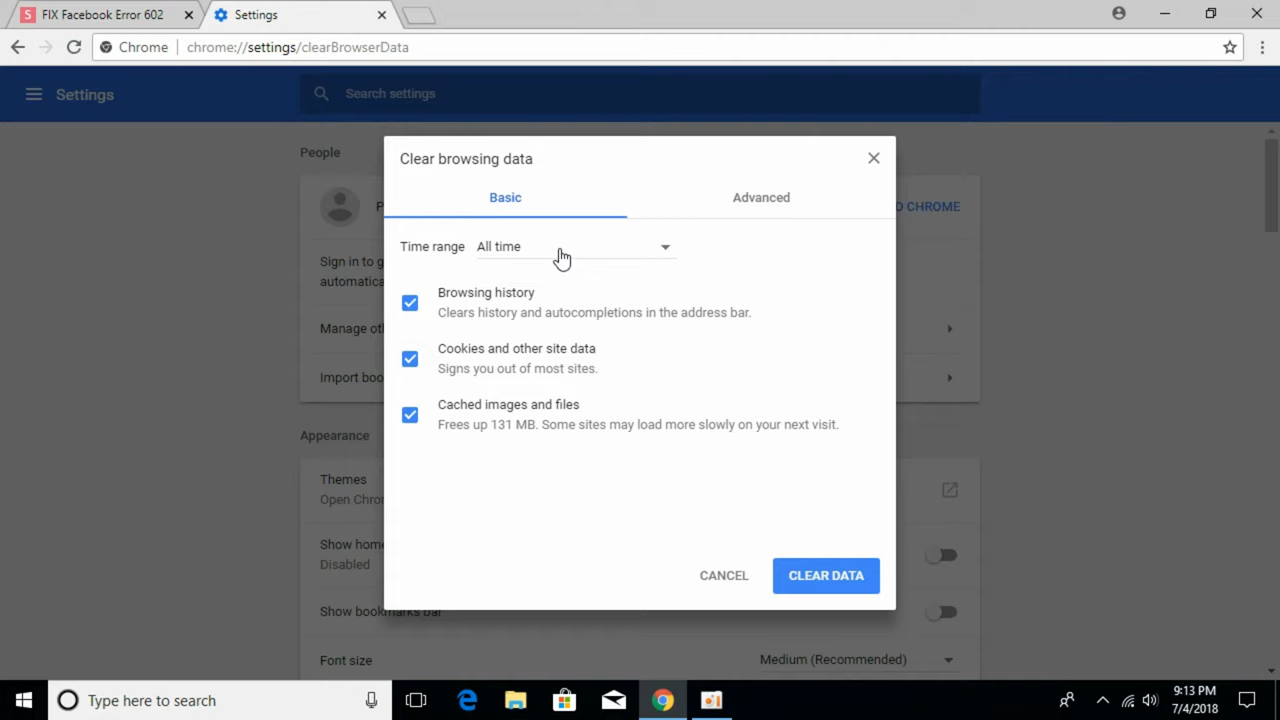 S FIX Facebook Error 602
Settings
Chrome chrome://settings/clearBrowserData
Settings
Search settings
People
Clear browsing data
Basic
Advanced
P
O CHROME
Time range All time
Sign in to g
automatica
Browsing history
Clears history and autocompletions in the address bar.
Manage ot
Cookies and other site data
Signs you out of most sites.
Import boo
Cached images and files
Frees up 131 MB. Some sites may load more slowly on your next visit.
Appearance
Themes
Open Chro
Show hom
Disabled
CANCEL
CLEAR DATA
Show bookmarks bar
Font size
Medium (Recommended)
Type here to search
9:13 PM
7/4/2018